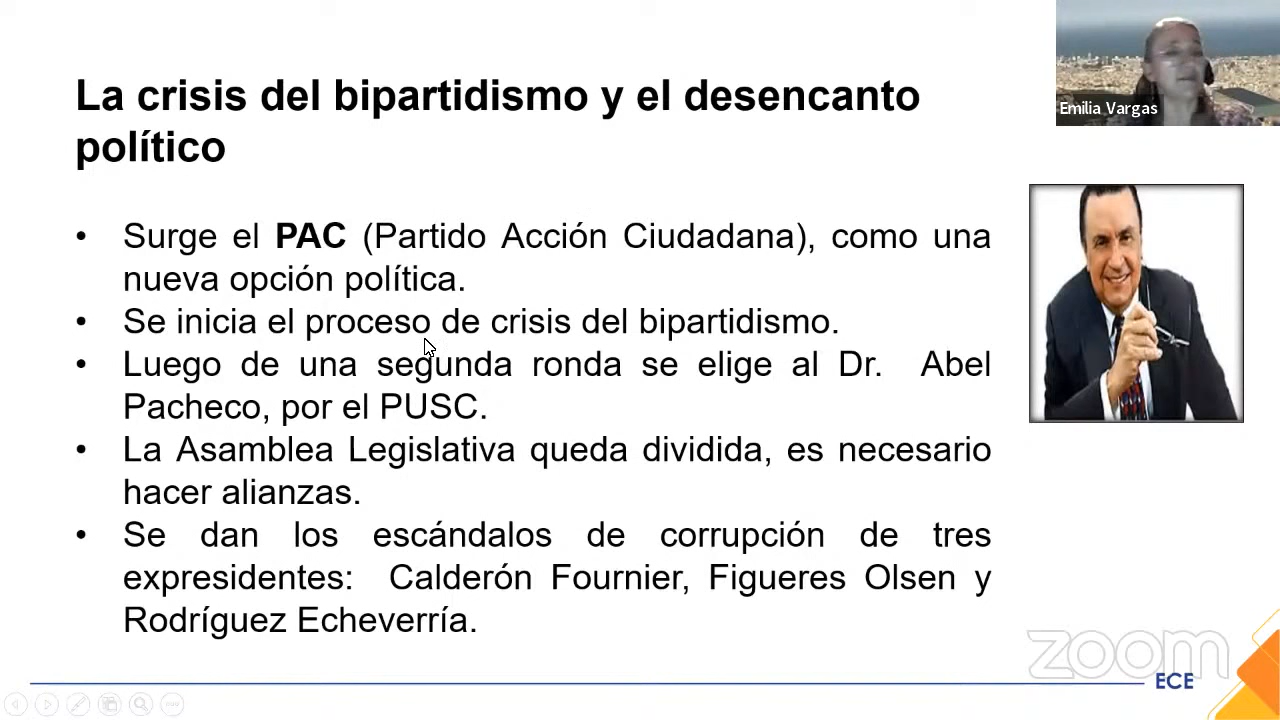 La crisis del bipartidismo y el desencanto
político
Emilia Vargas
• Surge el PAC (Partido Acción Ciudadana), como una
nueva opción política.
• Se inicia el proceso de crisis del bipartidismo.
• Luego de una segunda ronda se elige al Dr. Abel
Pacheco, por el PUSC.
• La Asamblea Legislativa queda dividida, es necesario
hacer alianzas.
• Se dan los escándalos de corrupción de tres
expresidentes: Calderón Fournier, Figueres Olsen y
Rodríguez Echeverría.
zoom
ECE